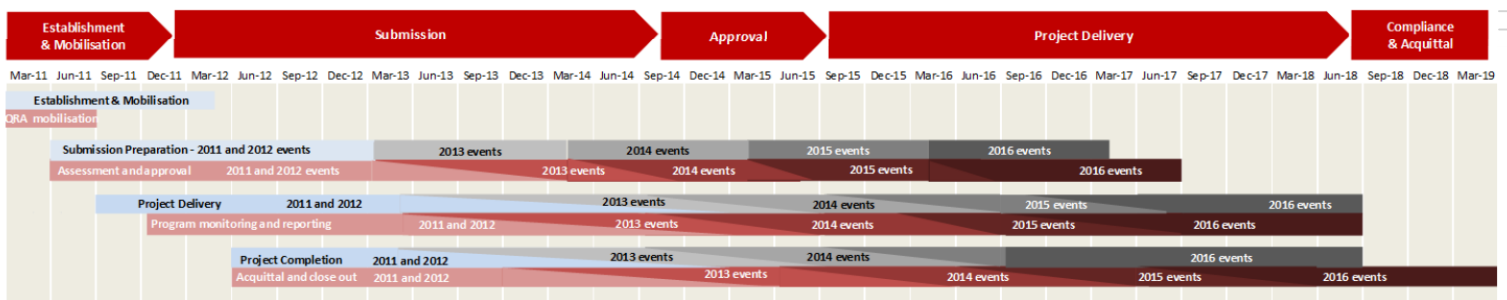 Establishment
& Mobilisation
Submission
Approval
Project Delivery
Compliance
& Acquittal
Mar-11 Jun-11 Sep-11 Dec-11 Mar-12 Jun-12 Sep-12 Dec-12 Mar-13 Jun-13 Sep-13 Dec-13 Mar-14 Jun-14 Sep-14 Dec-14 Mar-15 Jun-15 Sep-15 Dec-15 Mar-16 Jun-16 Sep-16 Dec-16 Mar-17 Jun-17 Sep-17 Dec-17 Mar-18 Jun-18 Sep-18 Dec-18 Mar-19
Establishment & Mobilisation
QRA mobilisation
Submission Preparation - 2011 and 2012 events 2013 events 2014 events 2015 events 2016 events
Assessment and approval 2011 and 2012 events 2013 events 2014 events 2015 events 2016 events
Project Delivery 2011 and 2012 2013 events 2014 events 2015 events 2016 events
Program monitoring and reporting 2011 and 2012 2013 events 2014 events 2015 events 2016 events
Project Completion 2011 and 2012 2013 events 2014 events 2016 events
Acquittal and close out 2011 and 2012 2013 events 2014 events 2015 events 2016 events